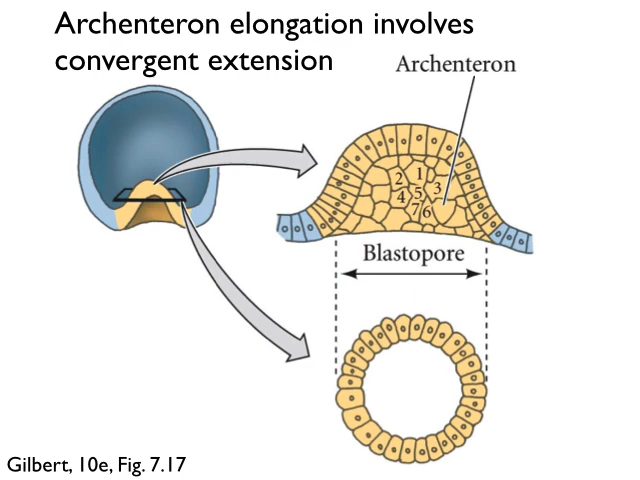 Archenteron elongation involves
convergent extension
Archenteron
1
2
3
4
5
7
6
Blastopore
Gilbert, 10e, Fig. 7.17